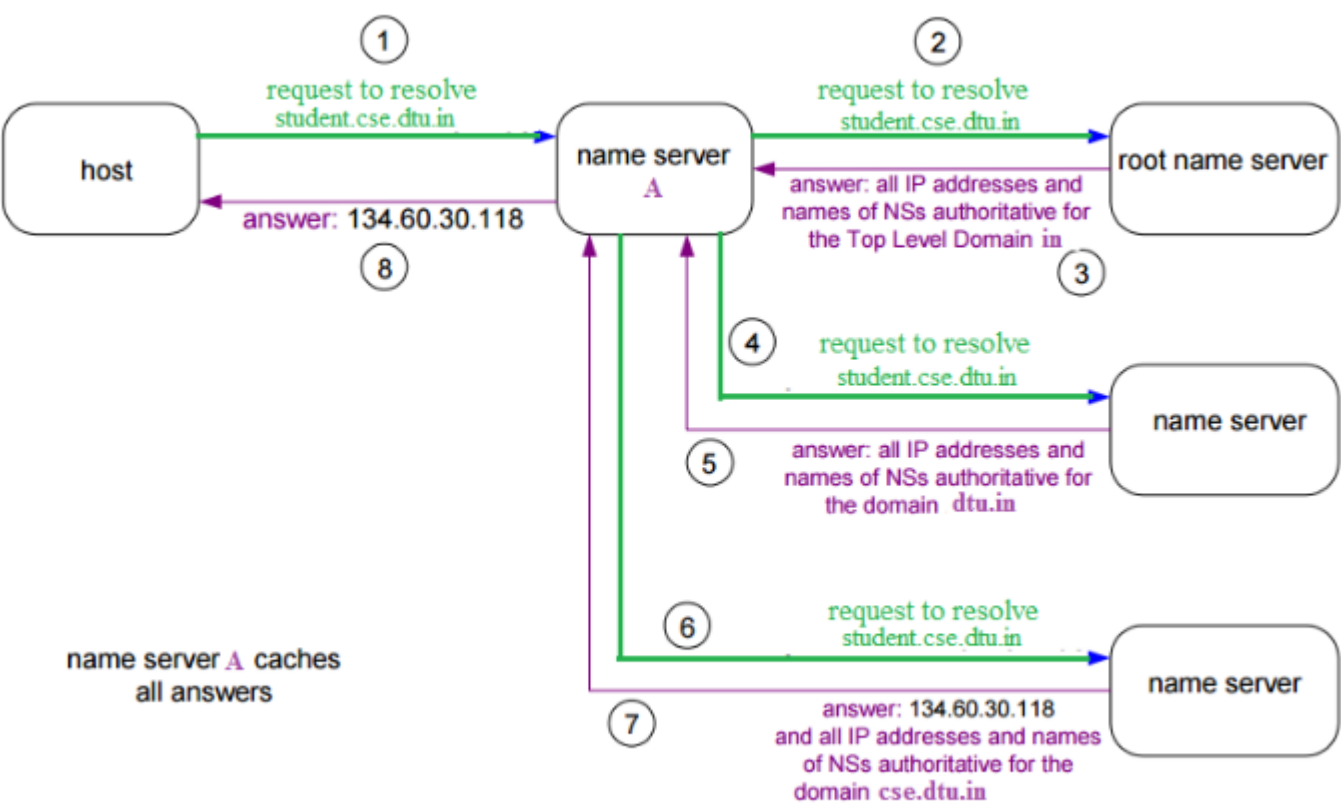 1
request to resolve
student.cse.dtu.in
host
answer: 134.60.30.118
8
name server
A
2
request to resolve
student.cse.dtu.in
root name server
answer: all IP addresses and
names of NSs authoritative for
the Top Level Domain in
3
4
request to resolve
student.cse.dtu.in
name server
5
answer: all IP addresses and
names of NSs authoritative for
the domain dtu.in
6
request to resolve
student.cse.dtu.in
name server
7
answer: 134.60.30.118
and all IP addresses and names
of NSs authoritative for the
domain cse.dtu.in
name server A caches
all answers